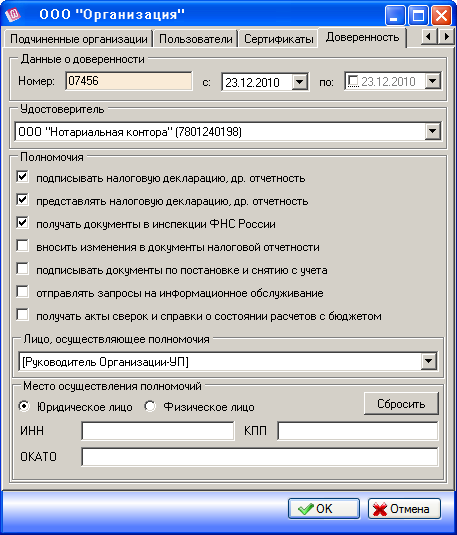 ООО "Организация"
Подчиненные организации Пользователи Сертификаты Доверенность
Данные о доверенности
Номер: 07456 с: 23.12.2010 по: 23.12.2010
Удостоверитель
ООО "Нотариальная контора" (7801240198)
Полномочия
подписывать налоговую декларацию, др. отчетность
представлять налоговую декларацию, др. отчетность
получать документы в инспекции ФНС России
вносить изменения в документы налоговой отчетности
подписывать документы по постановке и снятию с учета
отправлять запросы на информационное обслуживание
получать акты сверок и справки о состоянии расчетов с бюджетом
Лицо, осуществляющее полномочия
[Руководитель Организации-УП]
Место осуществления полномочий
Юридическое лицо Физическое лицо Сбросить
ИНН КПП
ОКАТО
OK Отмена